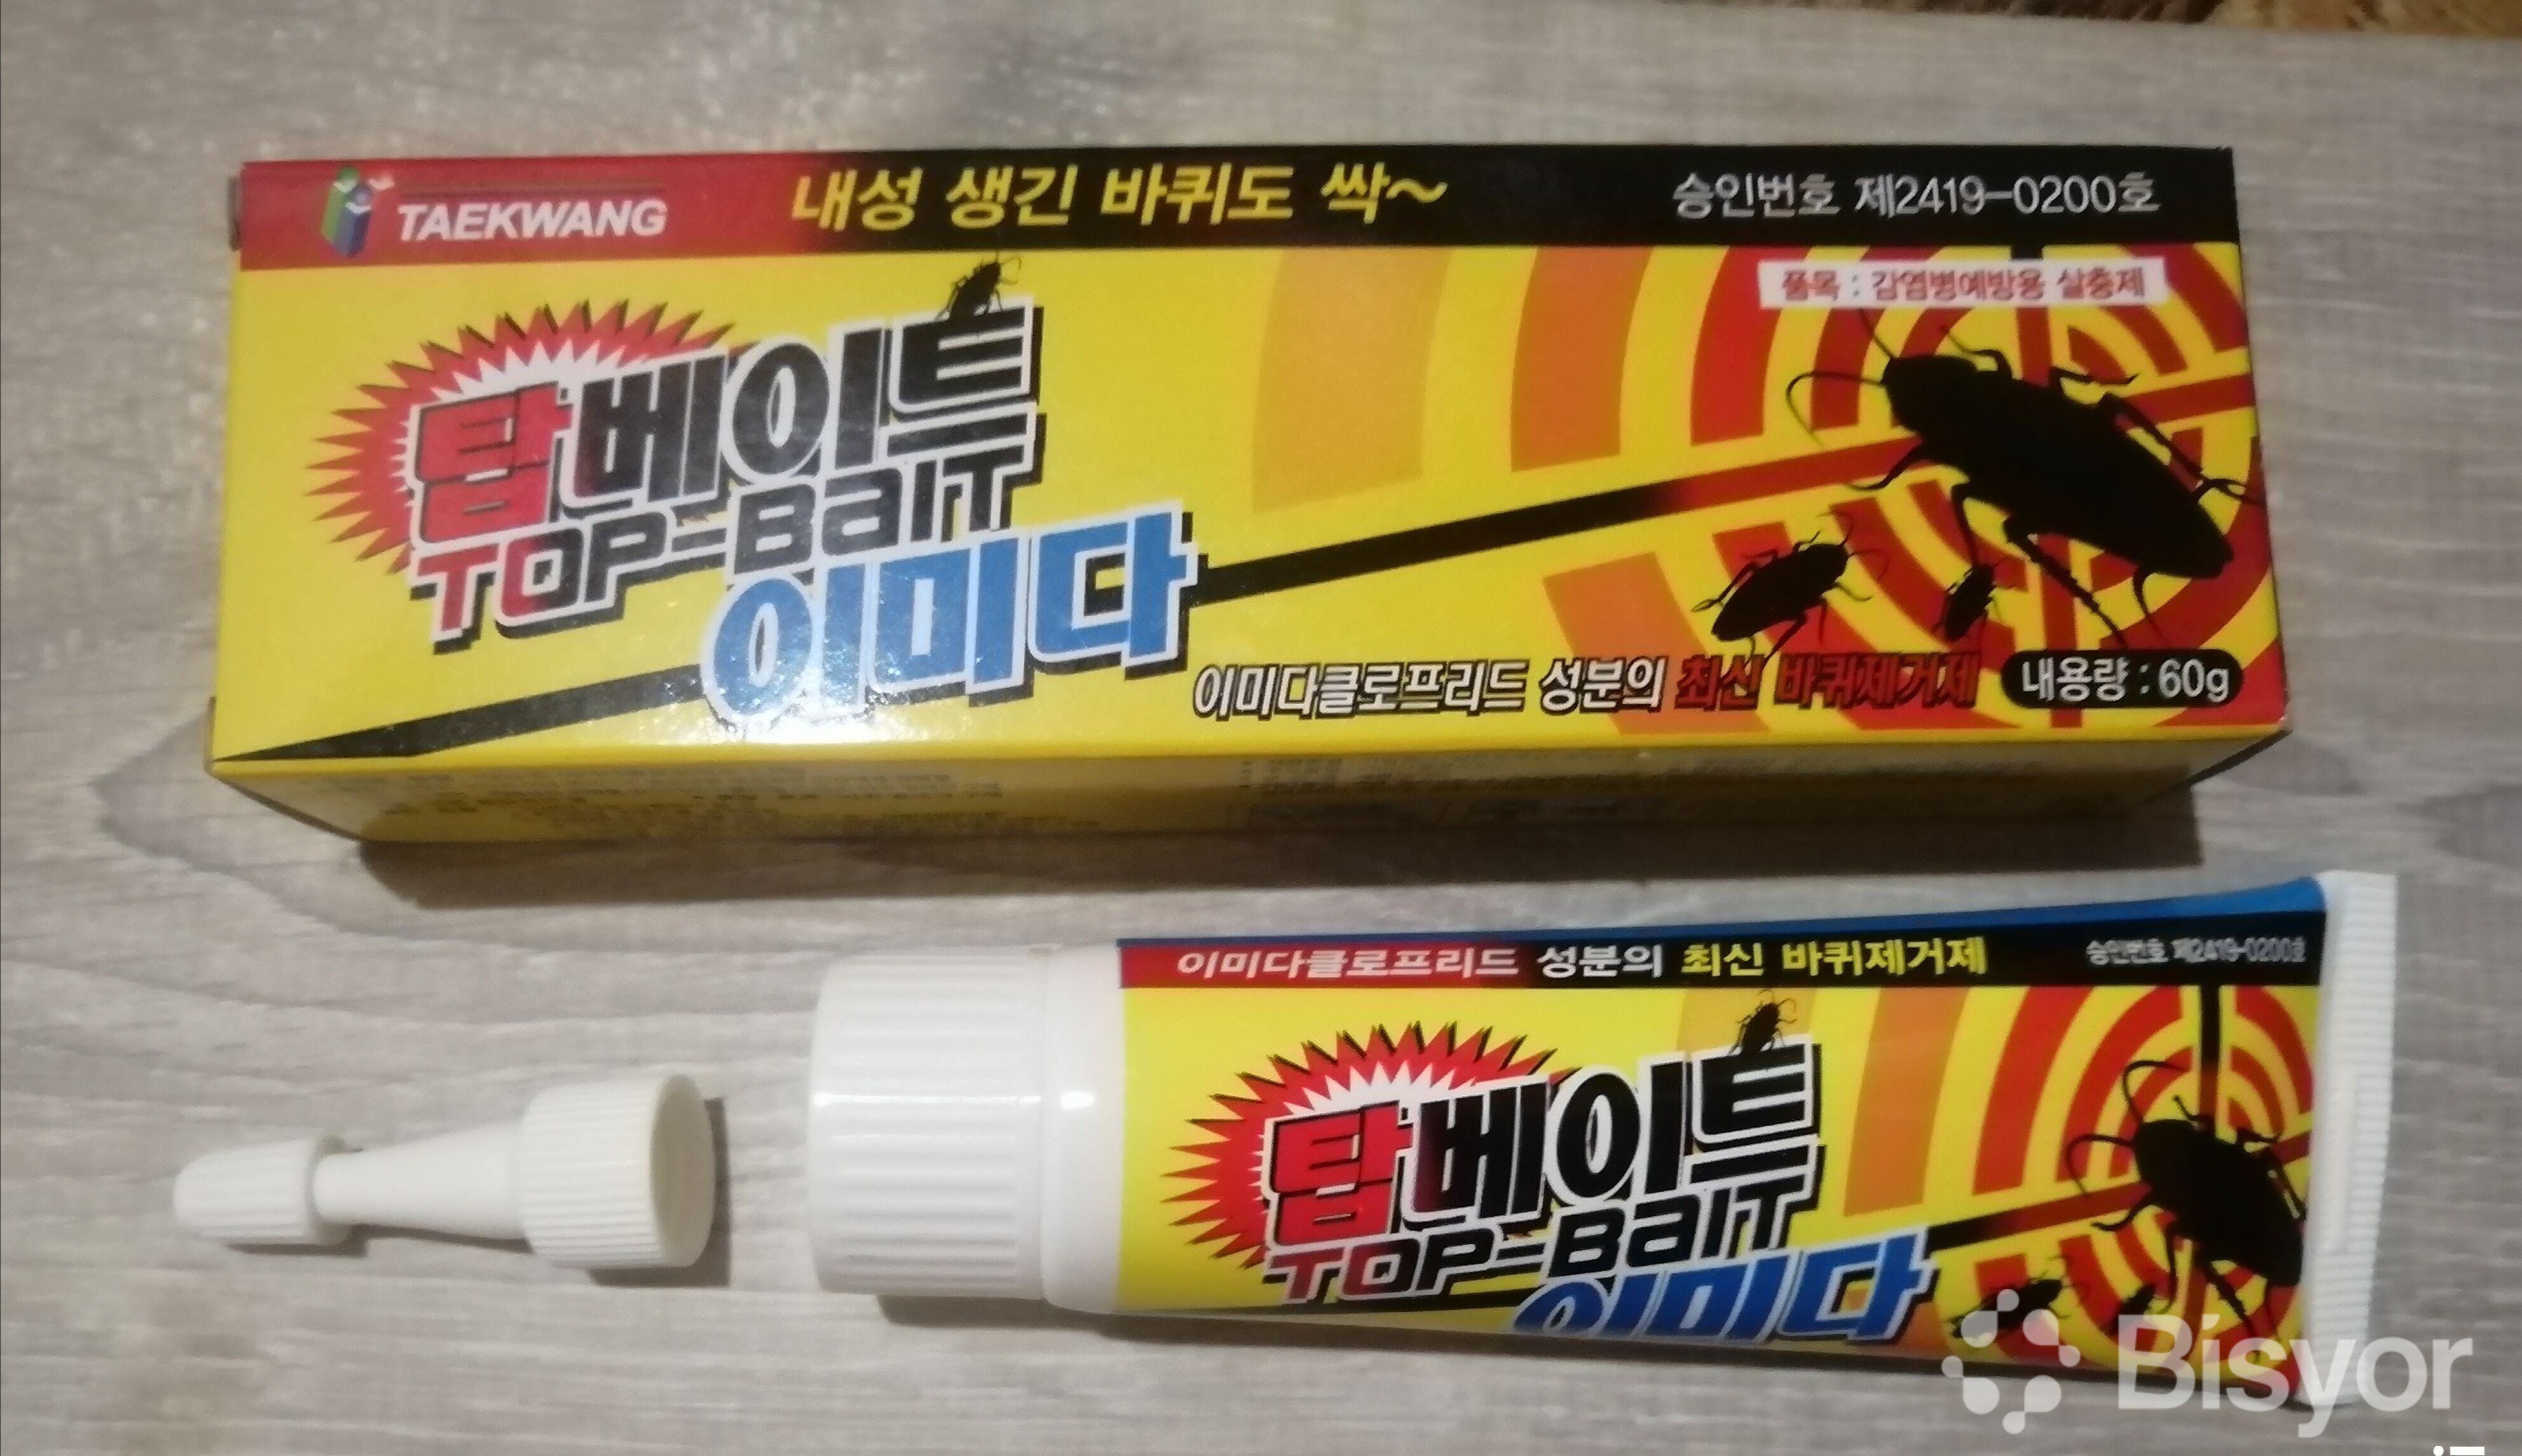 TAEKWANG
내성 생긴 바퀴도 싹~
승인번호 제2419-0200호
품목 : 감염병예방용 살충제
탑베이트
TOP-BaIT
이미다
이미다클로프리드 성분의 최신 바퀴제거제
내용량 : 60g
이미다클로프리드 성분의 최신 바퀴제거제
승인번호 제2419-0200호
탑베이트
TOP-BaIT
이미다
Bisyor